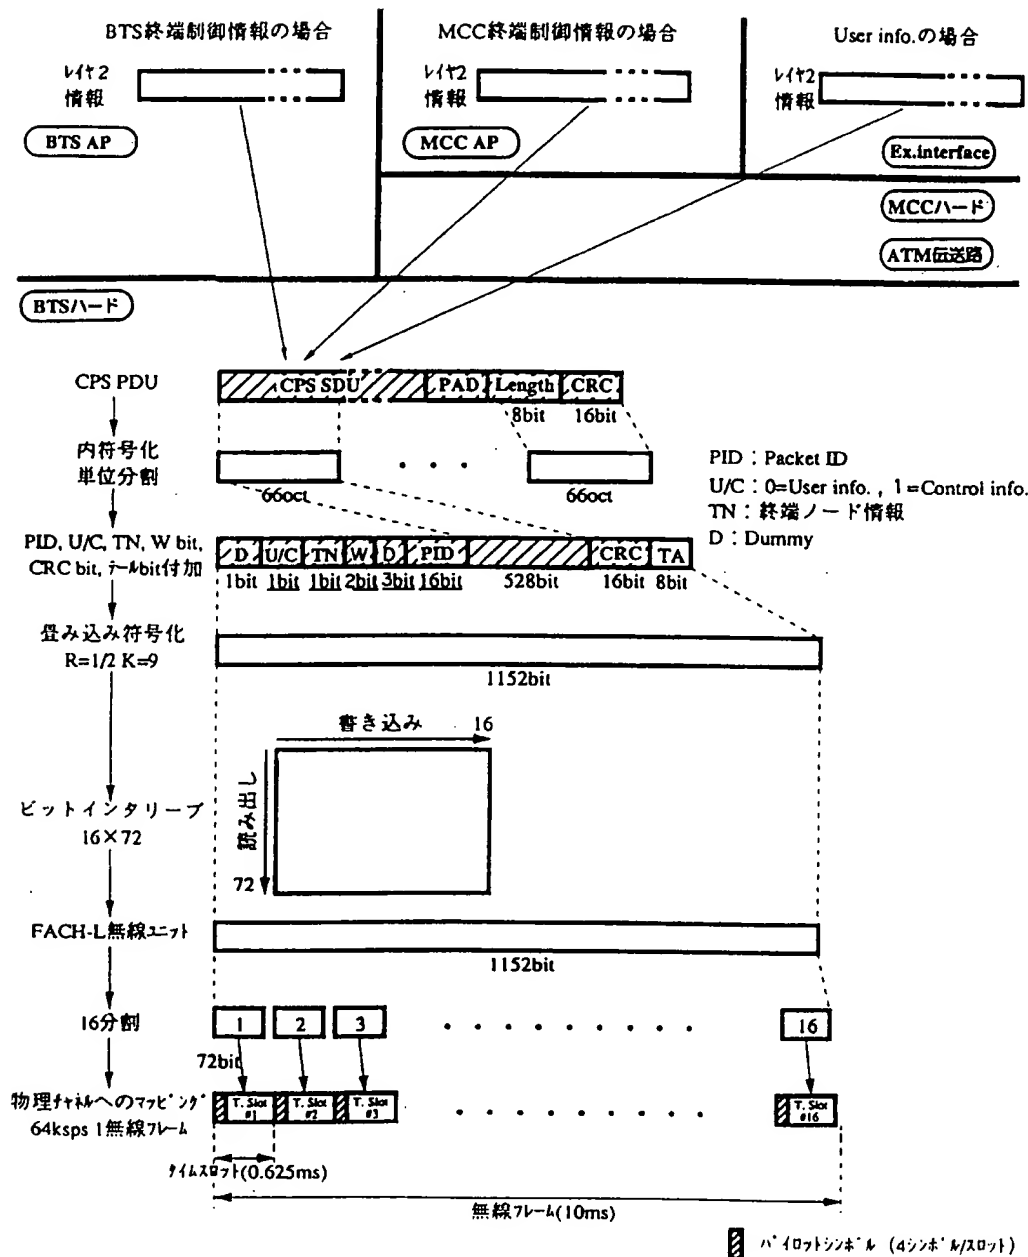 BTS終端制御情報の場合
MCC終端制御情報の場合
User info.の場合
ﾚｲﾔ2
情報
ﾚｲﾔ2
情報
ﾚｲﾔ2
情報
BTS AP
MCC AP
Ex.interface
MCCハード
ATM伝送路
BTSハード
CPS PDU
CPS SDU
PAD
Length
CRC
8bit
16bit
内符号化
単位分割
66oct
66oct
PID : Packet ID
U/C : 0=User info. , 1=Control info.
TN : 終端ノード情報
D : Dummy
PID, U/C, TN, W bit,
CRC bit, ﾃｰﾙbit付加
D U/C TN W D PID CRC TA
1bit 1bit 1bit 2bit 3bit 16bit 528bit 16bit 8bit
畳み込み符号化
R=1/2 K=9
1152bit
書き込み 16
読み出し
72
ビットインタリーブ
16×72
FACH-L無線ﾕﾆｯﾄ
1152bit
16分割
1 2 3 16
72bit
物理ﾁｬﾈﾙへのﾏｯﾋﾟﾝｸﾞ
64ksps 1無線ﾌﾚｰﾑ
T. Slot #1
T. Slot #2
T. Slot #3
T. Slot #16
ﾀｲﾑｽﾛｯﾄ(0.625ms)
無線ﾌﾚｰﾑ(10ms)
ﾊﾟｲﾛｯﾄｼﾝﾎﾞﾙ (4ｼﾝﾎﾞﾙ/ｽﾛｯﾄ)